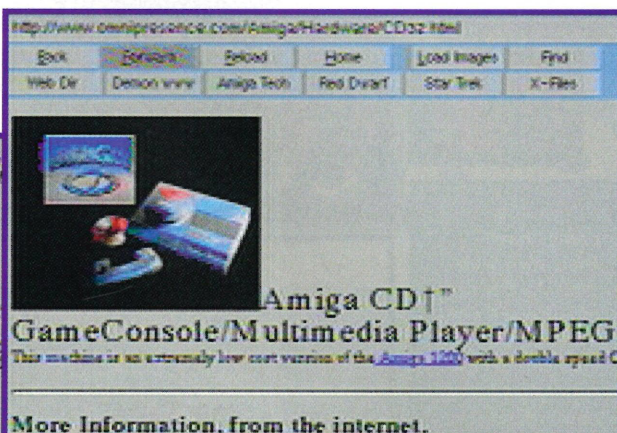 http://www.omnipresence.com/Amiga/Hardware/CD32.html
Back Forward Reload Home Load Images Find
Web Dir Demon www Amiga Tech Red Dwarf Star Trek X-Files
Amiga CD†"
GameConsole/Multimedia Player/MPEG
This machine is an extremely low cost version of the Amiga 1200 with a double speed C
More Information, from the internet.